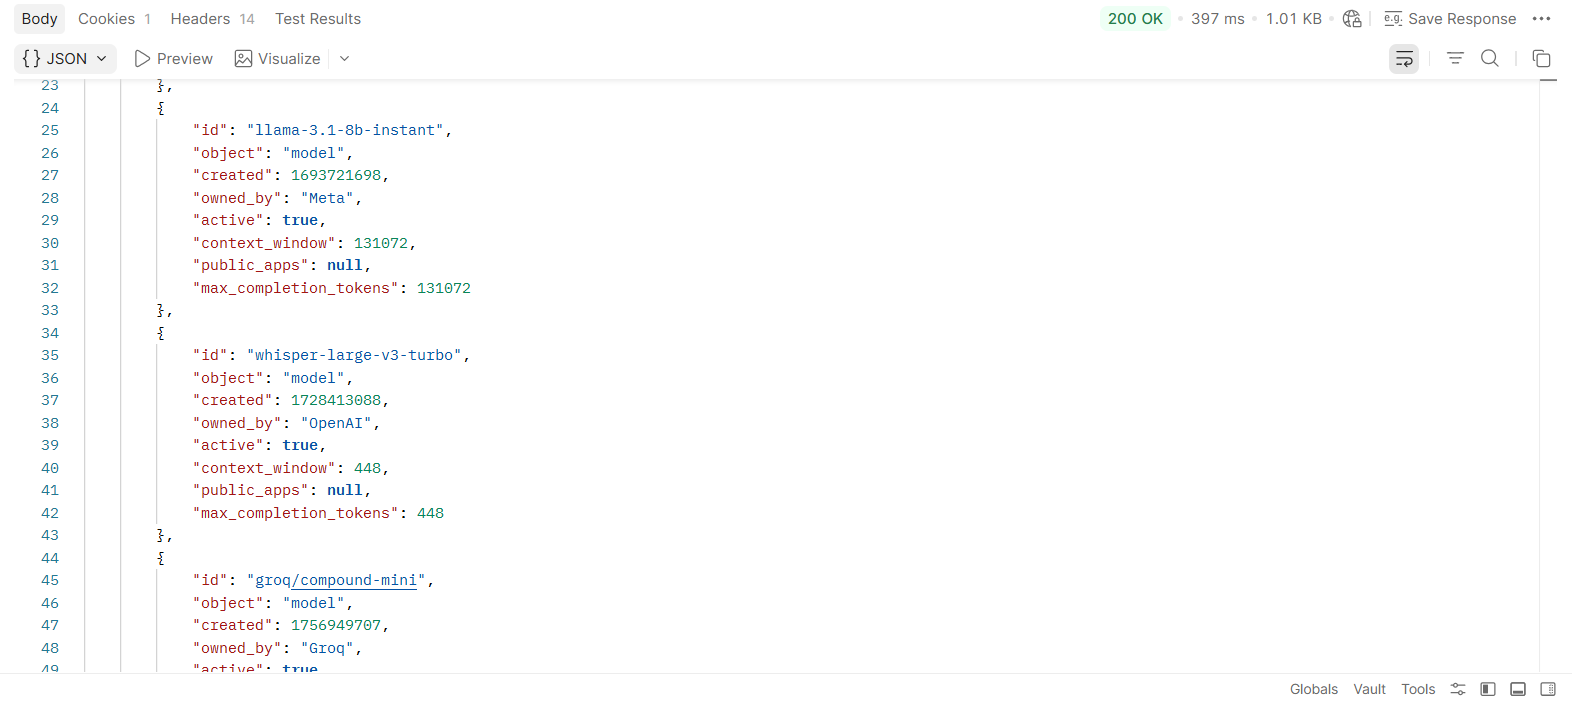 Body Cookies 1 Headers 14 Test Results 200 OK • 397 ms • 1.01 KB • e.g. Save Response •••
{} JSON Preview Visualize
23 },
24 {
25 "id": "llama-3.1-8b-instant",
26 "object": "model",
27 "created": 1693721698,
28 "owned_by": "Meta",
29 "active": true,
30 "context_window": 131072,
31 "public_apps": null,
32 "max_completion_tokens": 131072
33 },
34 {
35 "id": "whisper-large-v3-turbo",
36 "object": "model",
37 "created": 1728413088,
38 "owned_by": "OpenAI",
39 "active": true,
40 "context_window": 448,
41 "public_apps": null,
42 "max_completion_tokens": 448
43 },
44 {
45 "id": "groq/compound-mini",
46 "object": "model",
47 "created": 1756949707,
48 "owned_by": "Groq",
49 "active": true
Globals Vault Tools